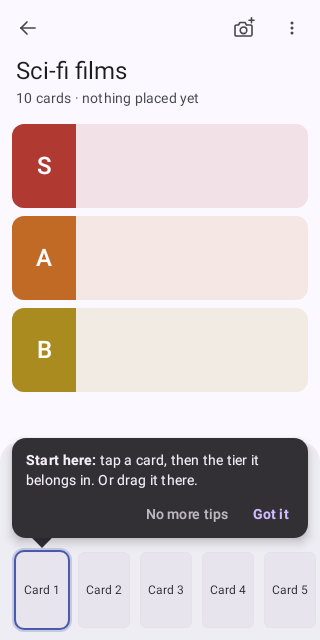 Sci-fi films
10 cards · nothing placed yet
S
A
B
Start here: tap a card, then the tier it
belongs in. Or drag it there.
No more tips
Got it
Card 1
Card 2
Card 3
Card 4
Card 5